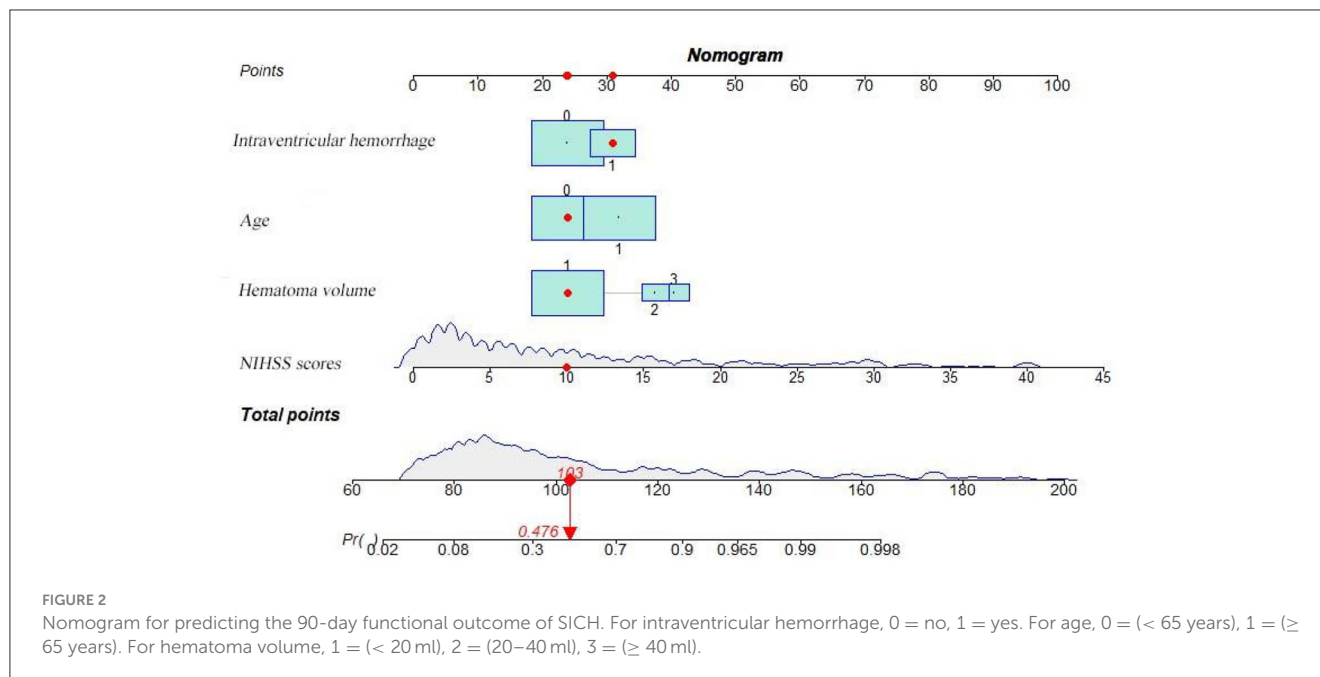 Nomogram
Points
0 10 20 30 40 50 60 70 80 90 100
0
Intraventricular hemorrhage
1
0
Age
1
1 3
Hematoma volume
2
NIHSS scores
0 5 10 15 20 25 30 35 40 45
Total points
103
60 80 100 120 140 160 180 200
0.476
Pr( )
0.02 0.08 0.3 0.7 0.9 0.965 0.99 0.998
FIGURE 2
Nomogram for predicting the 90-day functional outcome of SICH. For intraventricular hemorrhage, 0 = no, 1 = yes. For age, 0 = (< 65 years), 1 = (≥
65 years). For hematoma volume, 1 = (< 20 ml), 2 = (20–40 ml), 3 = (≥ 40 ml).